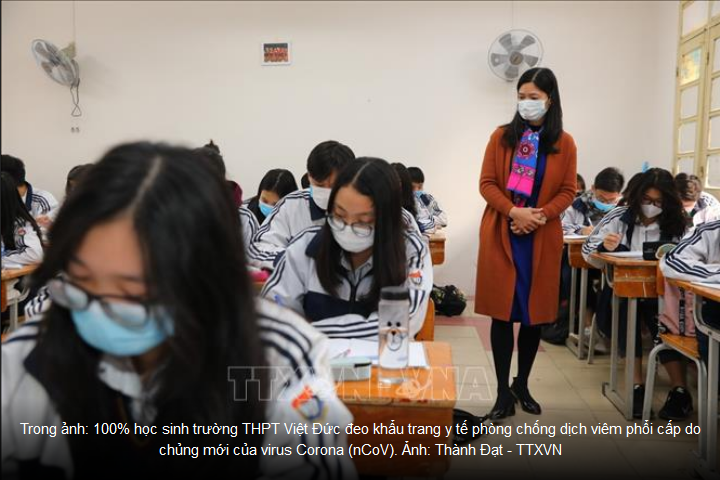 TTXVN
Trong ảnh: 100% học sinh trường THPT Việt Đức đeo khẩu trang y tế phòng chống dịch viêm phổi cấp do
chủng mới của virus Corona (nCoV). Ảnh: Thành Đạt - TTXVN